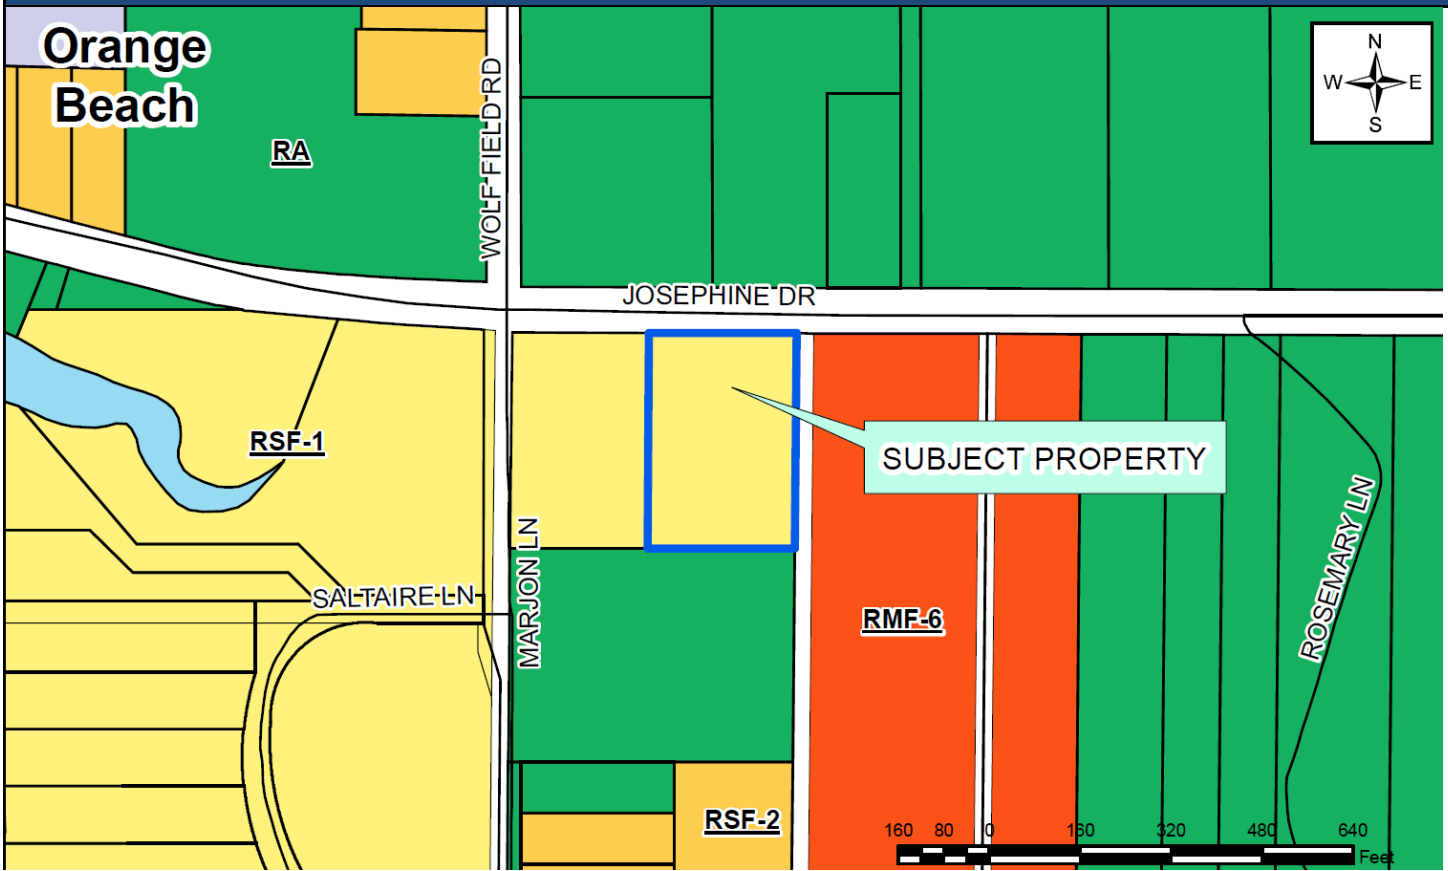 Orange
Beach
N
W E
S
WOLF FIELD RD
RA
JOSEPHINE DR
RSF-1
SUBJECT PROPERTY
ROSEMARY LN
MARJON LN
SALTAIRE LN
RMF-6
RSF-2
160 80 0 160 320 480 640
Feet